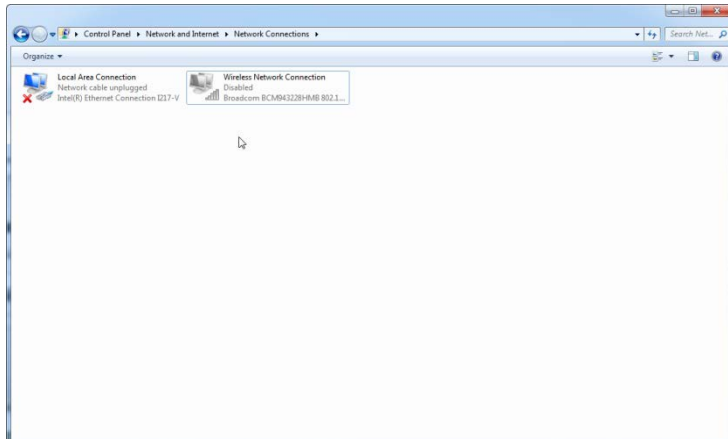 Control Panel ▸ Network and Internet ▸ Network Connections ▸
Search Net...
Organize
Local Area Connection
Network cable unplugged
Intel(R) Ethernet Connection I217-V
Wireless Network Connection
Disabled
Broadcom BCM943228HMB 802.1...